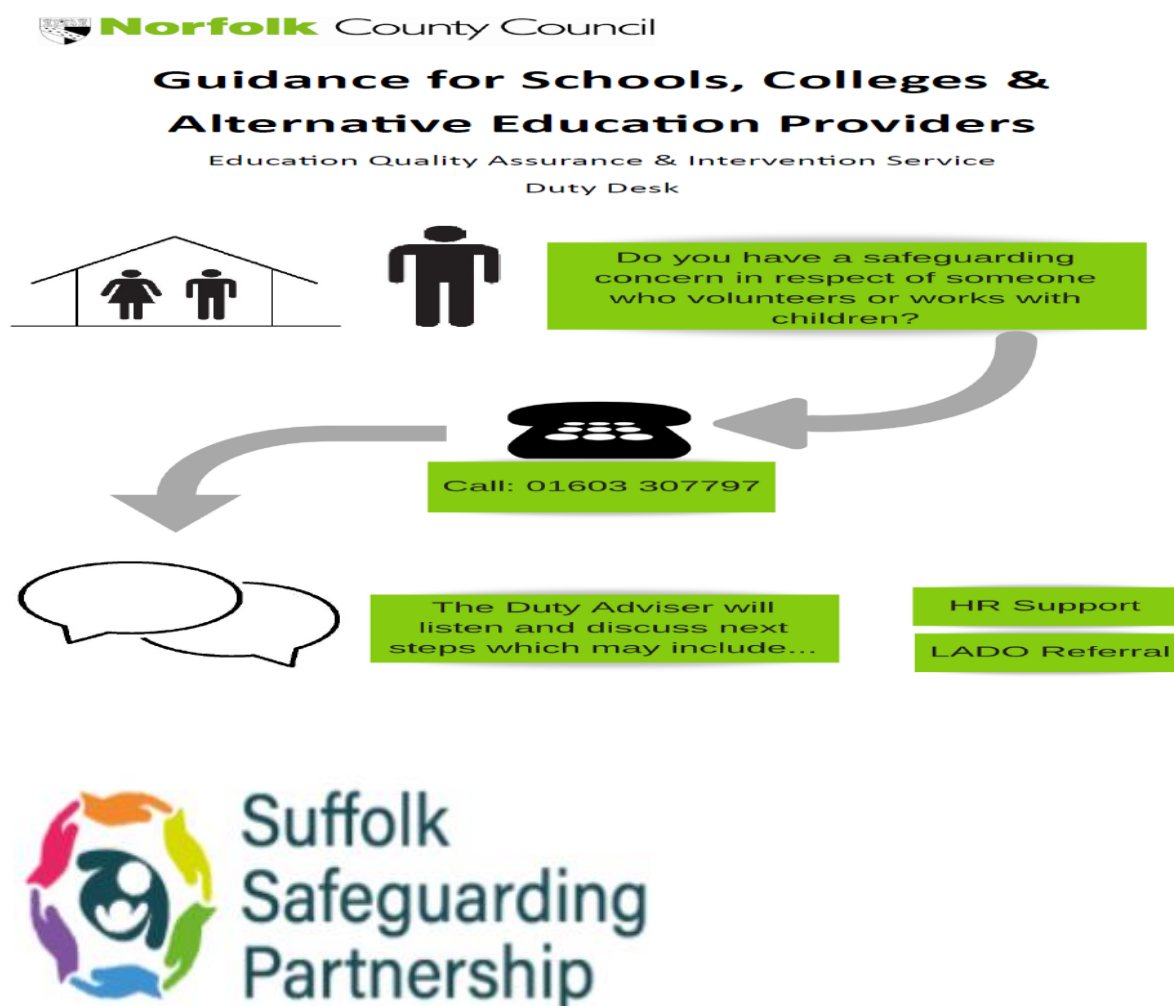 Norfolk County Council
Guidance for Schools, Colleges &
Alternative Education Providers
Education Quality Assurance & Intervention Service
Duty Desk
Do you have a safeguarding
concern in respect of someone
who volunteers or works with
children?
Call: 01603 307797
The Duty Adviser will
listen and discuss next
steps which may include...
HR Support
LADO Referral
Suffolk
Safeguarding
Partnership